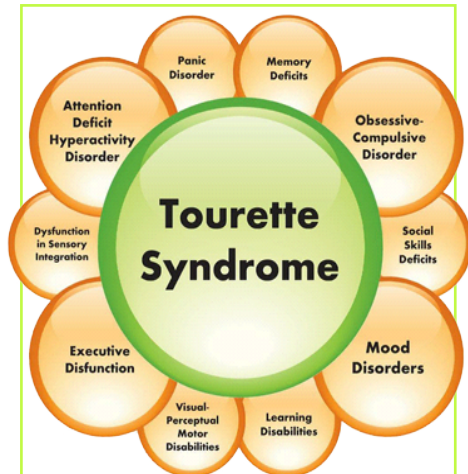 Panic
Disorder
Memory
Deficits
Attention
Deficit
Hyperactivity
Disorder
Obsessive-
Compulsive
Disorder
Tourette
Syndrome
Dysfunction
in Sensory
Integration
Social
Skills
Deficits
Executive
Disfunction
Mood
Disorders
Visual-
Perceptual
Motor
Disabilities
Learning
Disabilities